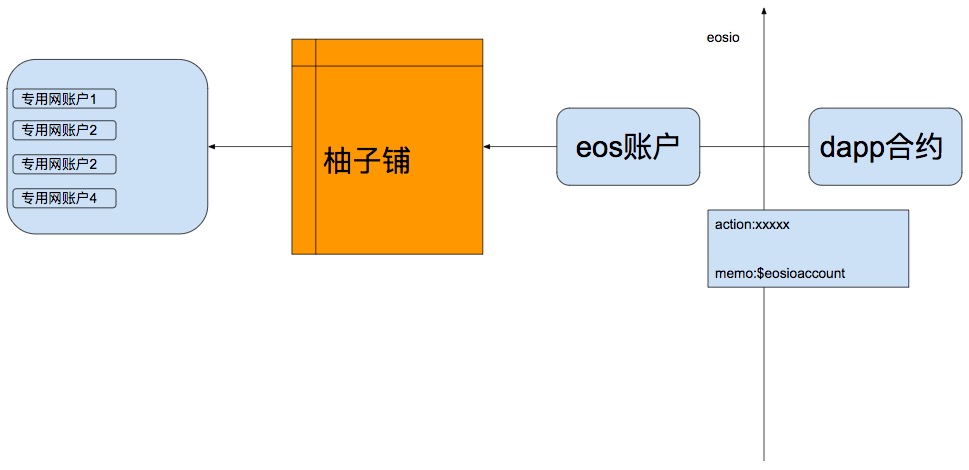 eosio
专用网账户1
专用网账户2
专用网账户2
专用网账户4
柚子铺
eos账户
dapp合约
action:xxxxx
memo:$eosioaccount